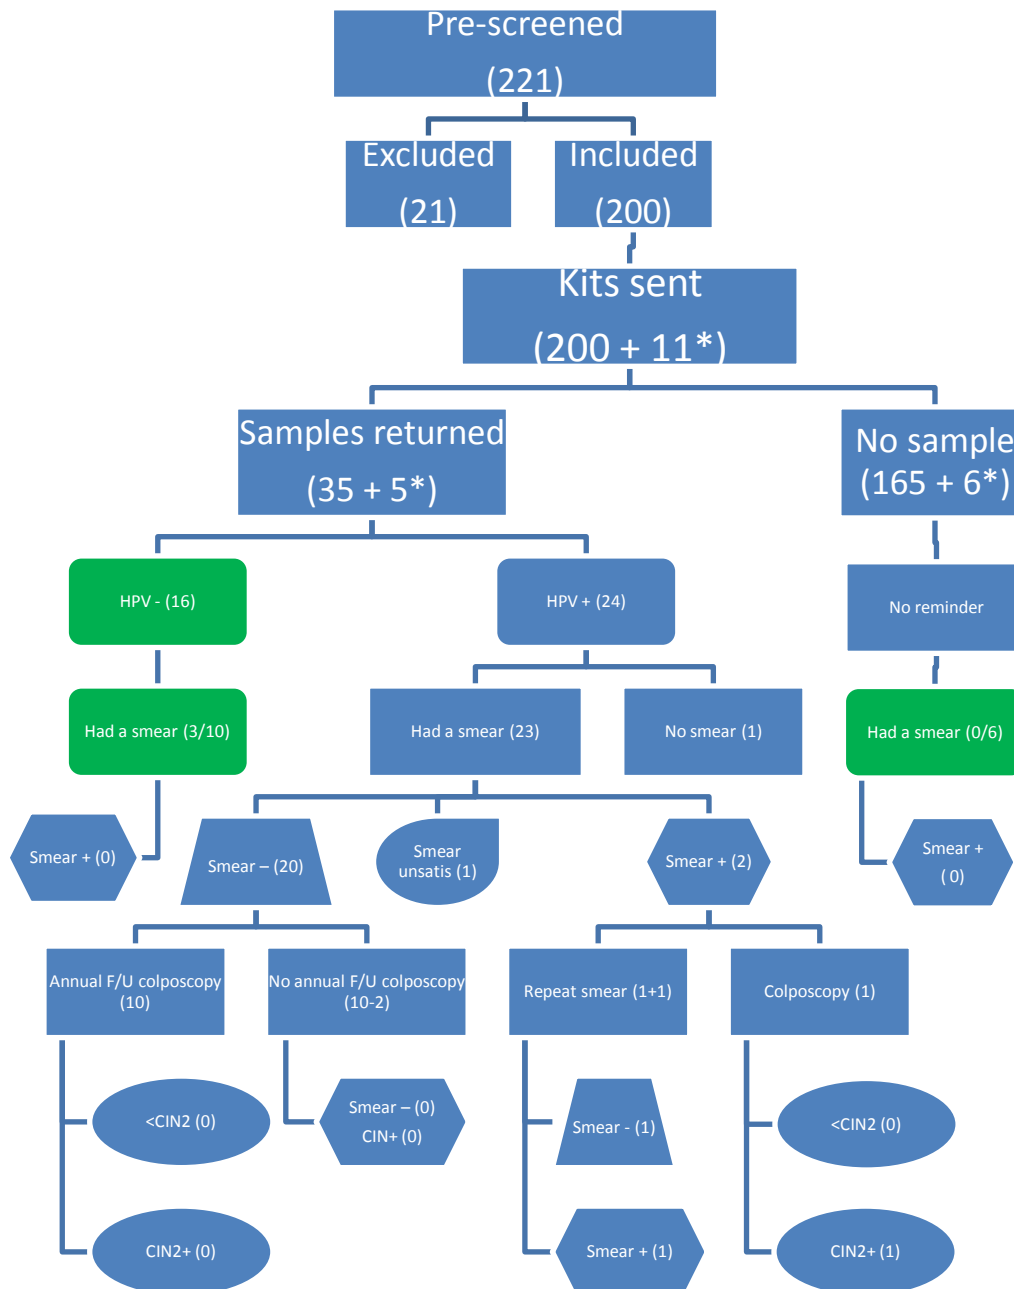 Pre-screened
(221)
Excluded
(21)
Included
(200)
Kits sent
(200 + 11*)
Samples returned
(35 + 5*)
No sample
(165 + 6*)
HPV - (16)
HPV + (24)
No reminder
Had a smear (3/10)
Had a smear (23)
No smear (1)
Had a smear (0/6)
Smear + (0)
Smear – (20)
Smear
unsatis (1)
Smear + (2)
Smear +
( 0)
Annual F/U colposcopy
(10)
No annual F/U colposcopy
(10-2)
Repeat smear (1+1)
Colposcopy (1)
<CIN2 (0)
Smear – (0)
CIN+ (0)
Smear - (1)
<CIN2 (0)
CIN2+ (0)
Smear + (1)
CIN2+ (1)